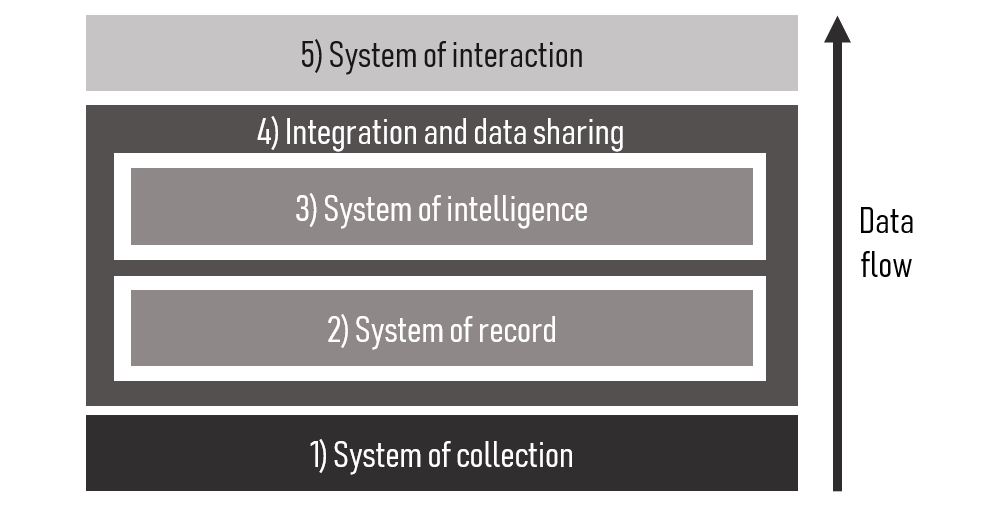 5) System of interaction
4) Integration and data sharing
3) System of intelligence
2) System of record
1) System of collection
Data
flow